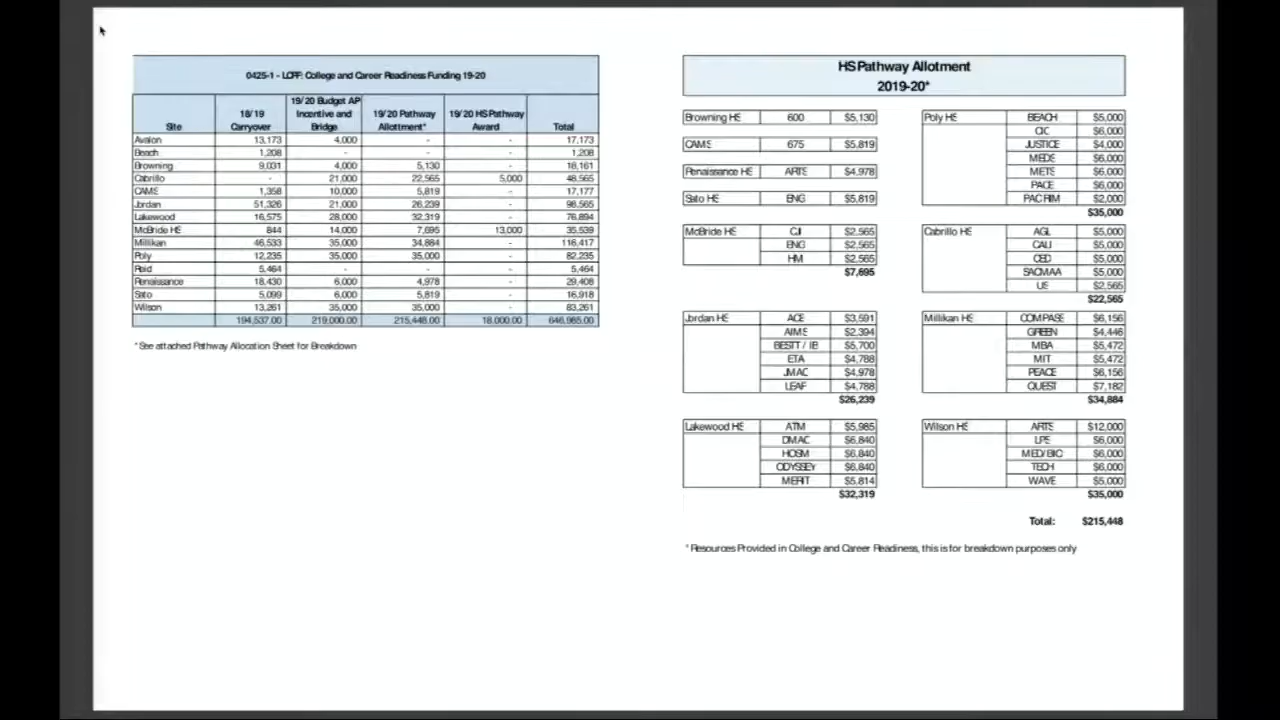 0425-1 - LCFF: College and Career Readiness Funding 19-20
Site 18/19 Carryover 19/20 Budget AP Incentive and Bridge 19/20 Pathway Allottment* 19/20 HS Pathway Award Total
Avalon 13,173 4,000 - - 17,173
Beach 1,208 - - - 1,208
Browning 9,031 4,000 5,130 - 18,161
Cabrillo - 21,000 22,565 5,000 48,565
CAMS 1,358 10,000 5,819 - 17,177
Jordan 51,326 21,000 26,239 - 98,565
Lakewood 16,575 28,000 32,319 - 76,894
McBride HS 844 14,000 7,695 13,000 35,539
Millikan 46,533 35,000 34,884 - 116,417
Poly 12,235 35,000 35,000 - 82,235
Reid 5,464 - - - 5,464
Renaissance 18,430 6,000 4,978 - 29,408
Sato 5,099 6,000 5,819 - 16,918
Wilson 13,261 35,000 35,000 - 83,261
194,537.00 219,000.00 215,448.00 18,000.00 646,985.00
*See attached Pathway Allocation Sheet for Breakdown
HS Pathway Allotment
2019-20*
Browning HS 600 $5,130
CAMS 675 $5,819
Renaissance HS ARTS $4,978
Sato HS ENG $5,819
McBride HS CJ $2,565
ENG $2,565
HM $2,565
$7,695
Jordan HS ACE $3,591
AIMS $2,394
BESTT / IB $5,700
ETA $4,788
JMAC $4,978
LEAF $4,788
$26,239
Lakewood HS ATM $5,985
DMAC $6,840
HOSM $6,840
ODYSSEY $6,840
MERIT $5,814
$32,319
Poly HS BEACH $5,000
CIC $6,000
JUSTICE $4,000
MEDS $6,000
METS $6,000
PACE $6,000
PACRIM $2,000
$35,000
Cabrillo HS AGL $5,000
CALI $5,000
CED $5,000
SACMAA $5,000
US $2,565
$22,565
Millikan HS COMPASS $6,156
GREEN $4,446
MBA $5,472
MIT $5,472
PEACE $6,156
QUEST $7,182
$34,884
Wilson HS ARTS $12,000
LPE $6,000
MED/BIO $6,000
TECH $6,000
WAVE $5,000
$35,000
Total: $215,448
* Resources Provided in College and Career Readiness, this is for breakdown purposes only